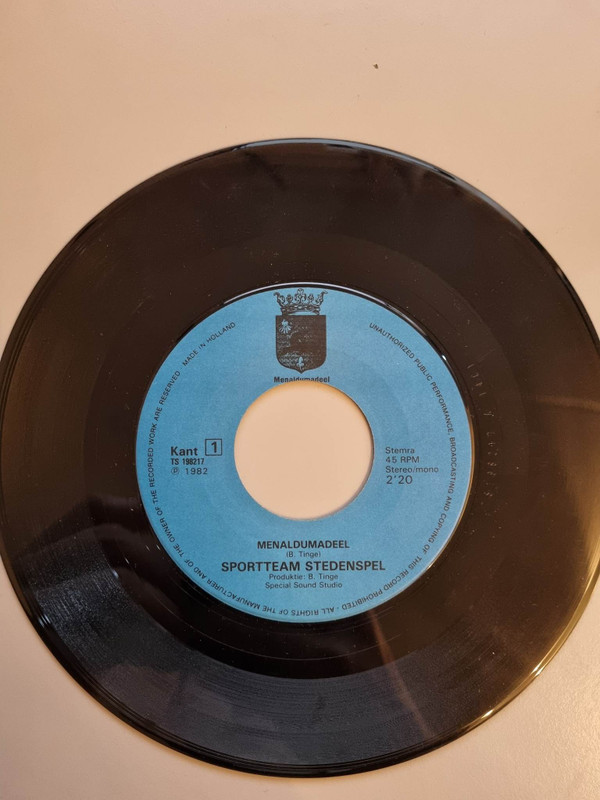 Menaldumadeel
MADE IN HOLLAND
UNAUTHORIZED PUBLIC PERFORMANCE, BROADCASTING AND COPYING OF THIS RECORD PROHIBITED - ALL RIGHTS OF THE MANUFACTURER AND OF THE OWNER OF THE RECORDED WORK ARE RESERVED
Kant 1
TS 198217
Ⓟ 1982
Stemra
45 RPM
Stereo/mono
2'20
MENALDUMADEEL
(B. Tinge)
SPORTTEAM STEDENSPEL
Produktie: B. Tinge
Special Sound Studio